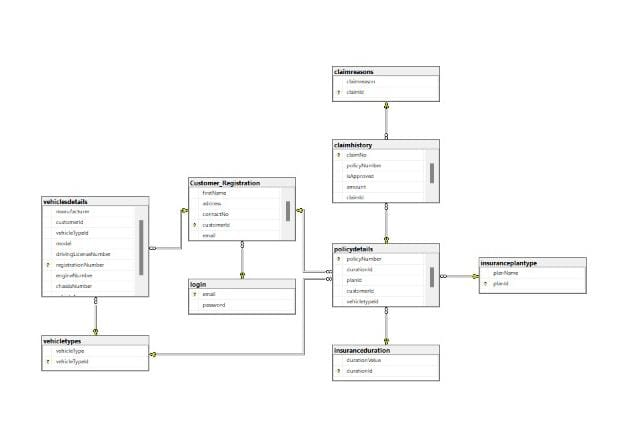 claimreasons
claimreason
claimId
claimhistory
claimNo
policyNumber
isApproved
amount
claimId
Customer_Registration
firstName
address
contactNo
customerId
email
vehiclesdetails
manufacturer
customerId
vehicleTypeId
model
drivingLicenseNumber
registrationNumber
engineNumber
chassisNumber
policydetails
policyNumber
durationId
planId
customerId
vehicletypeId
insuranceplantype
planName
planId
login
email
password
vehicletypes
vehicleType
vehicleTypeId
insuranceduration
durationValue
durationId